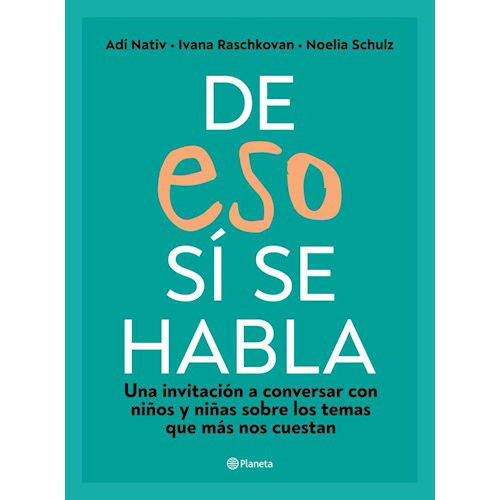 Adí Nativ • Ivana Raschkovan • Noelia Schulz
DE
eso
SÍ SE
HABLA
Una invitación a conversar con
niños y niñas sobre los temas
que más nos cuestan
Planeta